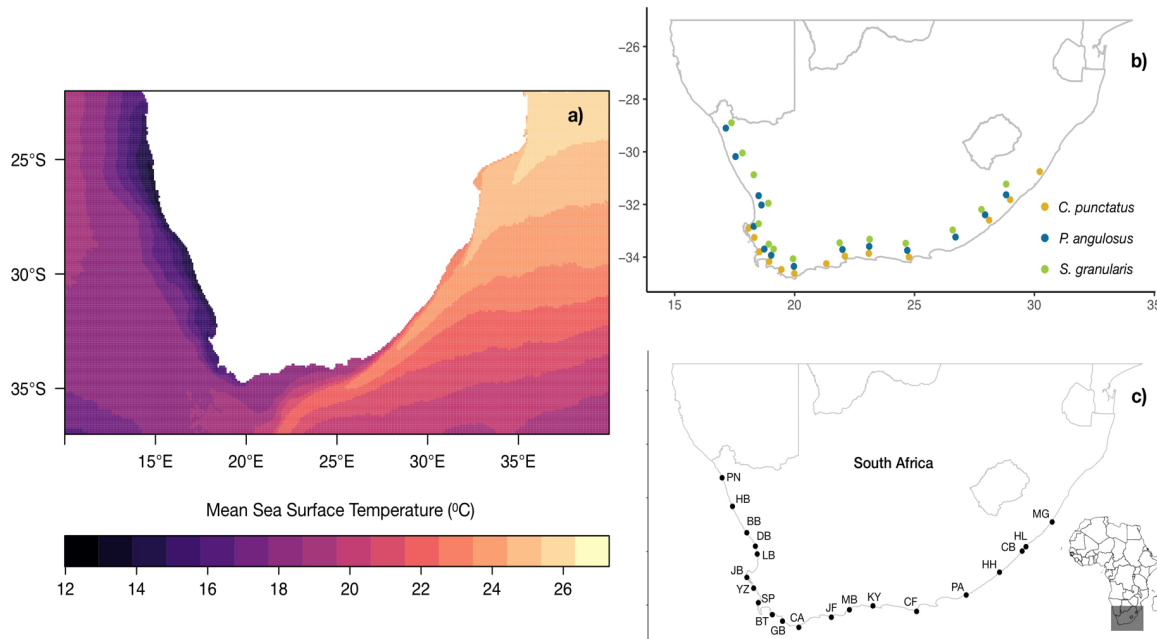 a)
25°S
30°S
35°S
15°E
20°E
25°E
30°E
35°E
Mean Sea Surface Temperature (⁰C)
12
14
16
18
20
22
24
26
b)
−26
−28
−30
−32
−34
C. punctatus
P. angulosus
S. granularis
15
20
25
30
35
c)
South Africa
PN
HB
BB
DB
LB
JB
YZ
SP
BT
GB
CA
JF
MB
KY
CF
PA
HH
CB
HL
MG